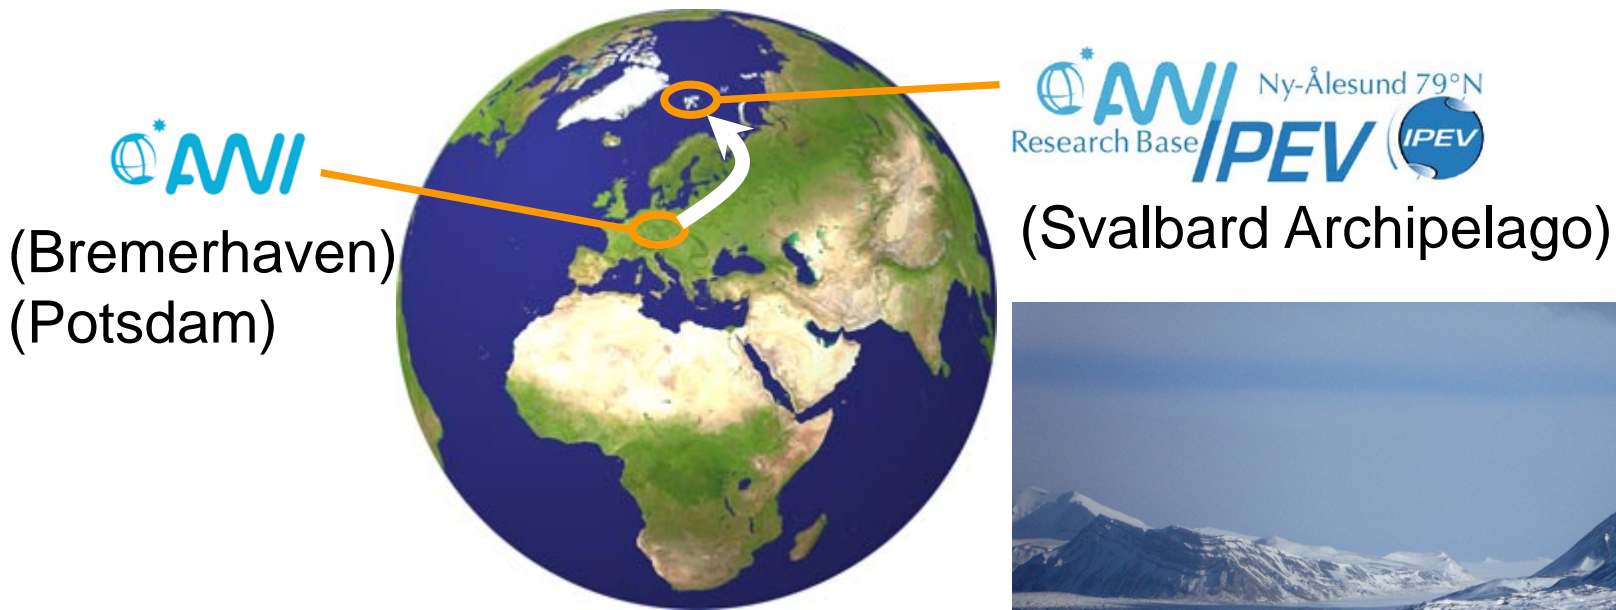 AWI
(Bremerhaven)
(Potsdam)
AWI
Ny-Ålesund 79°N
Research Base
IPEV
IPEV
(Svalbard Archipelago)